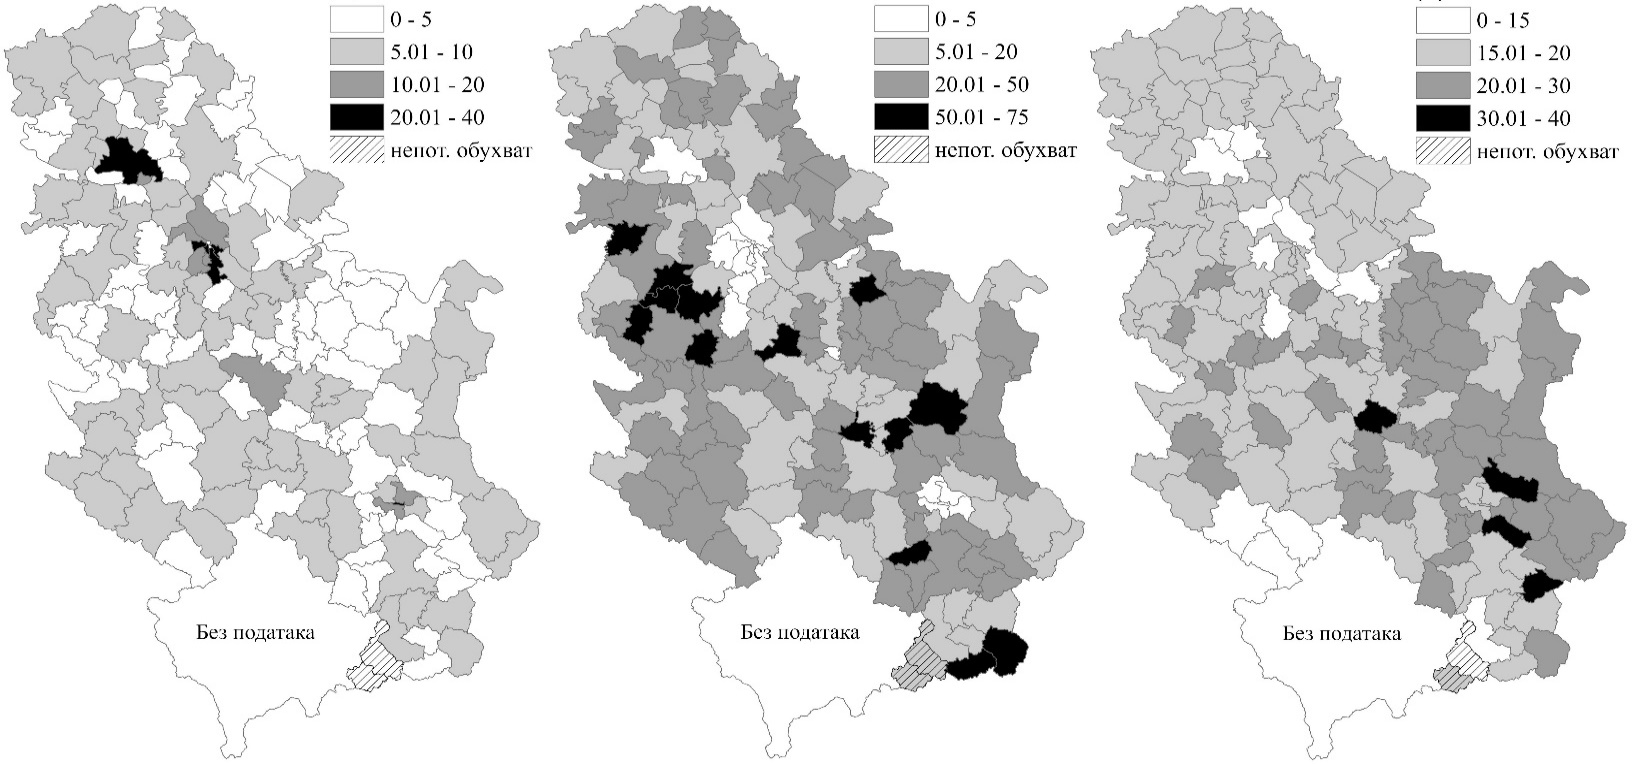 0 - 5
5.01 - 10
10.01 - 20
20.01 - 40
непот. обухват
Без података
0 - 5
5.01 - 20
20.01 - 50
50.01 - 75
непот. обухват
Без података
0 - 15
15.01 - 20
20.01 - 30
30.01 - 40
непот. обухват
Без података